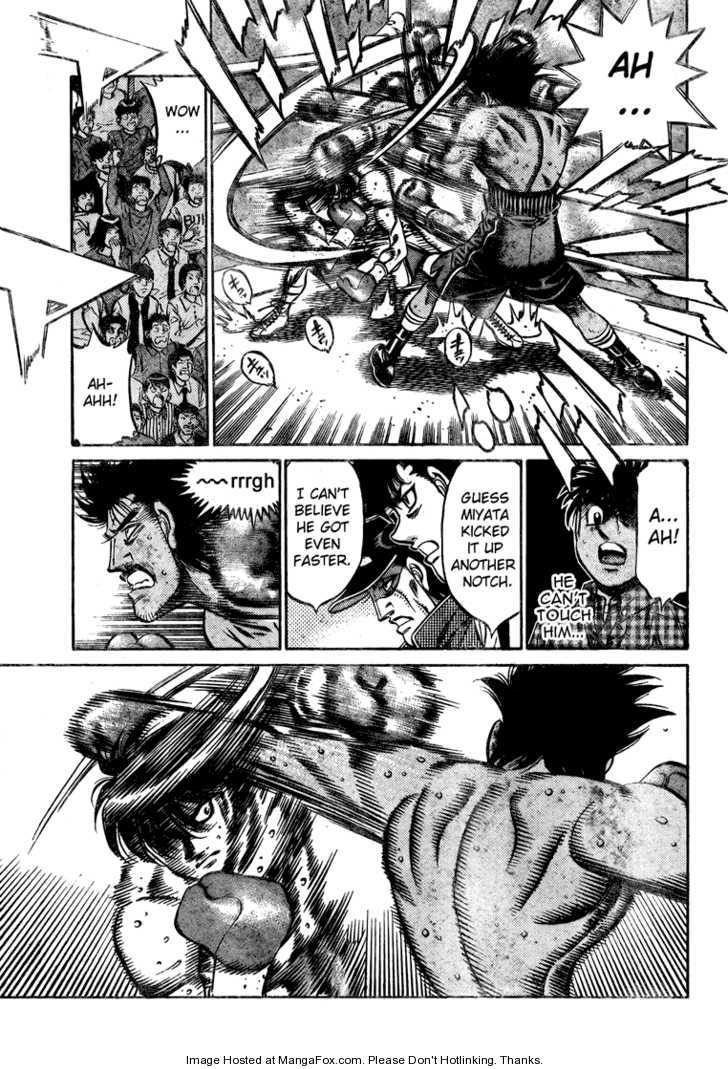 AH
...
WOW
...
BUI
AH-
AHH!
A...
AH!
HE
CAN'T
TOUCH
HIM...
GUESS
MIYATA
KICKED
IT UP
ANOTHER
NOTCH.
I CAN'T
BELIEVE
HE GOT
EVEN
FASTER.
~~rrrgh
Image Hosted at MangaFox.com. Please Don't Hotlinking. Thanks.